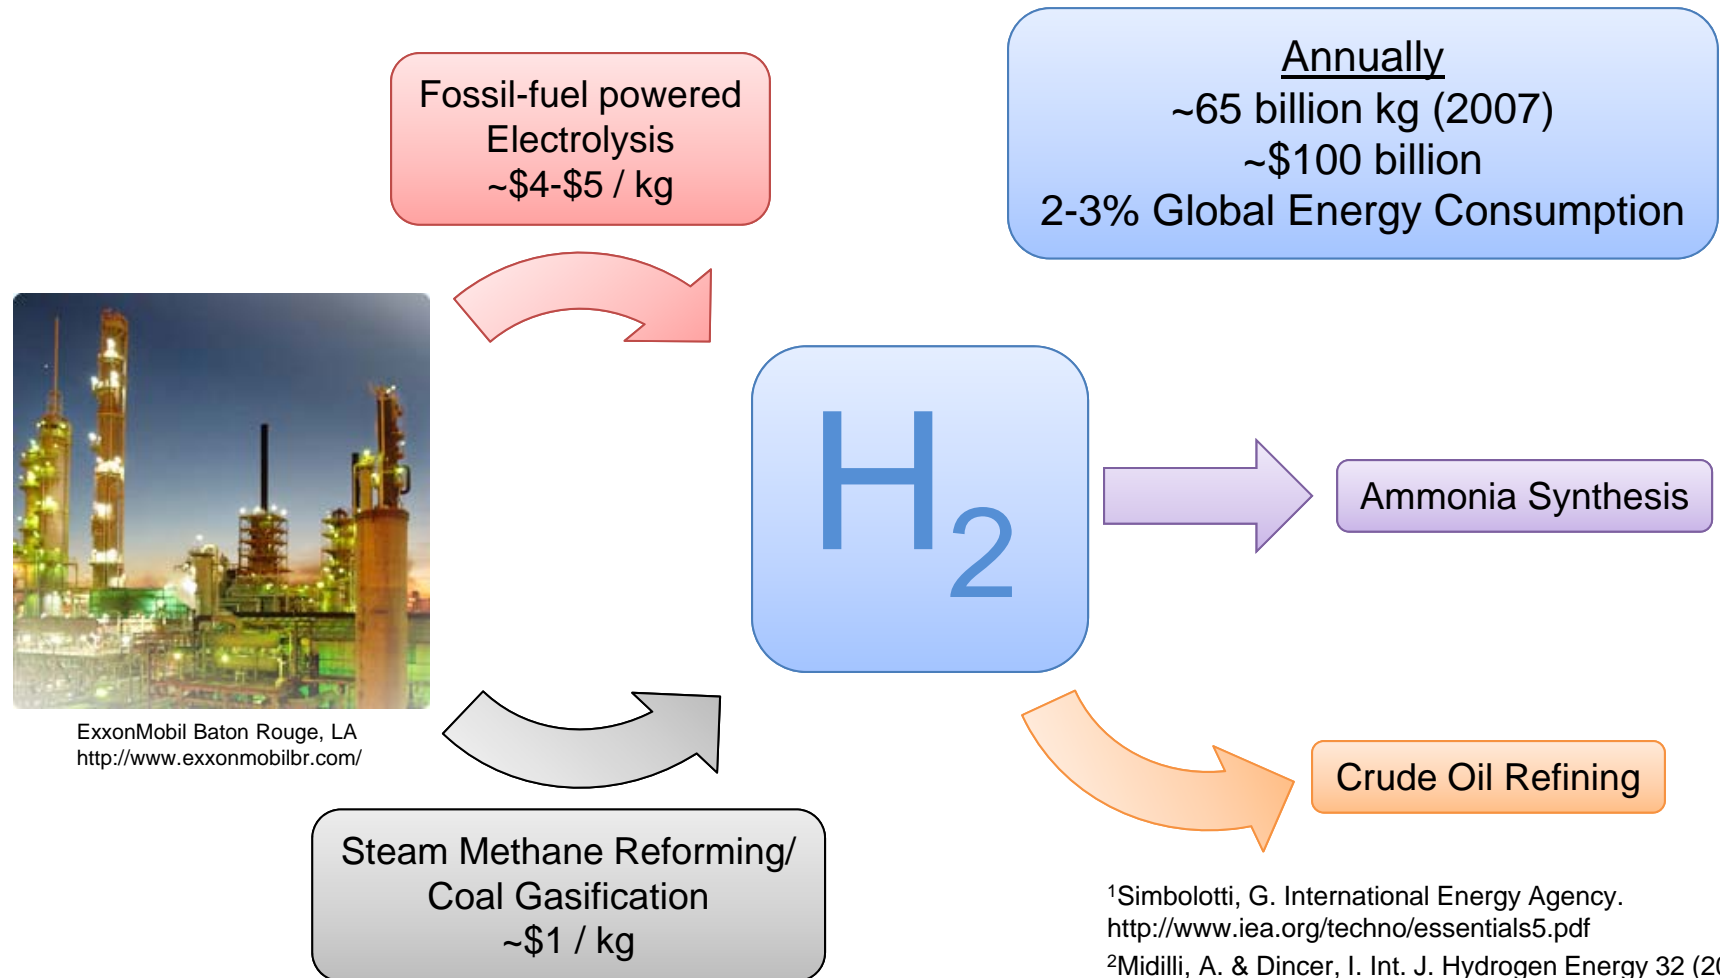 Fossil-fuel powered
Electrolysis
~$4-$5 / kg
Annually
~65 billion kg (2007)
~$100 billion
2-3% Global Energy Consumption
H₂
Ammonia Synthesis
ExxonMobil Baton Rouge, LA
http://www.exxonmobilbr.com/
Crude Oil Refining
Steam Methane Reforming/
Coal Gasification
~$1 / kg
¹Simbolotti, G. International Energy Agency.
http://www.iea.org/techno/essentials5.pdf
²Midilli, A. & Dincer, I. Int. J. Hydrogen Energy 32